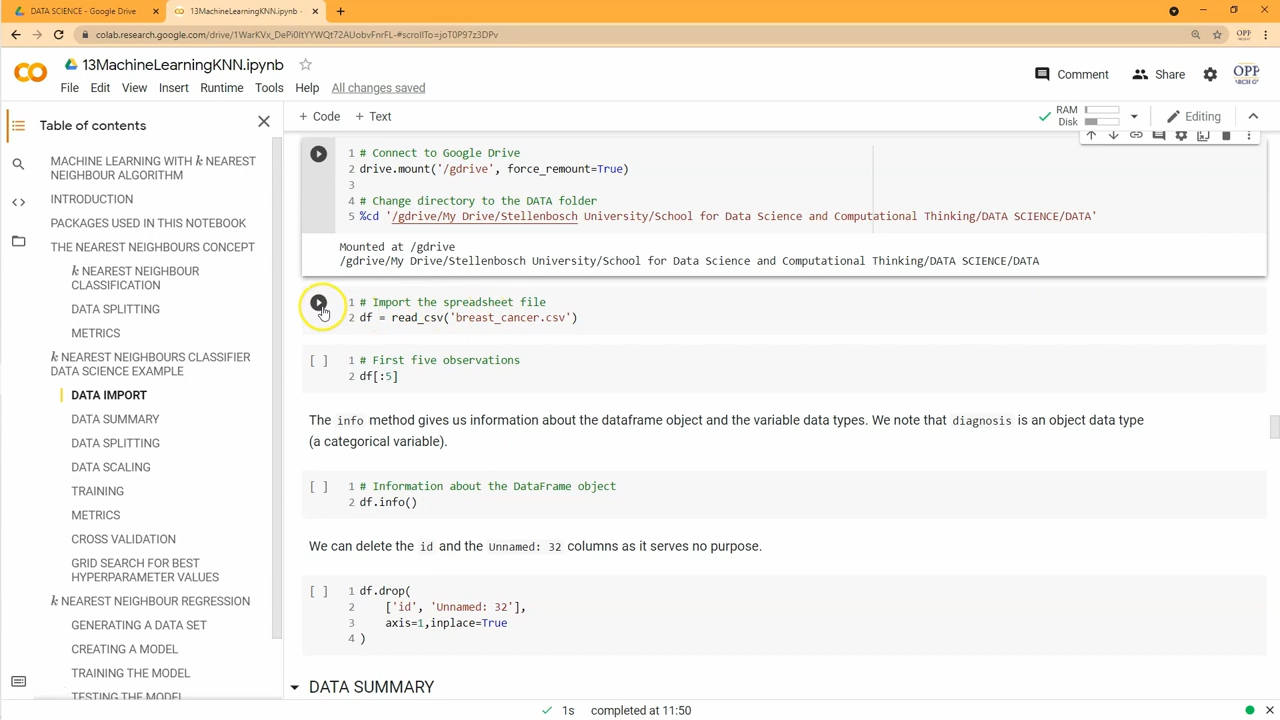 DATA SCIENCE - Google Drive
13MachineLearningKNN.ipynb -
colab.research.google.com/drive/1WarKVx_DePi0ItYYWQt72AUobvFnrFL-#scrollTo=joT0P97z3DPv
13MachineLearningKNN.ipynb
File Edit View Insert Runtime Tools Help All changes saved
Comment Share
OPP
+ Code + Text
RAM
Disk
Editing
Table of contents
MACHINE LEARNING WITH k NEAREST
NEIGHBOUR ALGORITHM
INTRODUCTION
PACKAGES USED IN THIS NOTEBOOK
THE NEAREST NEIGHBOURS CONCEPT
k NEAREST NEIGHBOUR
CLASSIFICATION
DATA SPLITTING
METRICS
k NEAREST NEIGHBOURS CLASSIFIER
DATA SCIENCE EXAMPLE
DATA IMPORT
DATA SUMMARY
DATA SPLITTING
DATA SCALING
TRAINING
METRICS
CROSS VALIDATION
GRID SEARCH FOR BEST
HYPERPARAMETER VALUES
k NEAREST NEIGHBOUR REGRESSION
GENERATING A DATA SET
CREATING A MODEL
TRAINING THE MODEL
TESTING THE MODEL
1 # Connect to Google Drive
2 drive.mount('/gdrive', force_remount=True)
3
4 # Change directory to the DATA folder
5 %cd '/gdrive/My Drive/Stellenbosch University/School for Data Science and Computational Thinking/DATA SCIENCE/DATA'
Mounted at /gdrive
/gdrive/My Drive/Stellenbosch University/School for Data Science and Computational Thinking/DATA SCIENCE/DATA
1 # Import the spreadsheet file
2 df = read_csv('breast_cancer.csv')
[ ] 1 # First five observations
2 df[:5]
The info method gives us information about the dataframe object and the variable data types. We note that diagnosis is an object data type
(a categorical variable).
[ ] 1 # Information about the DataFrame object
2 df.info()
We can delete the id and the Unnamed: 32 columns as it serves no purpose.
[ ] 1 df.drop(
2 ['id', 'Unnamed: 32'],
3 axis=1,inplace=True
4 )
DATA SUMMARY
1s completed at 11:50